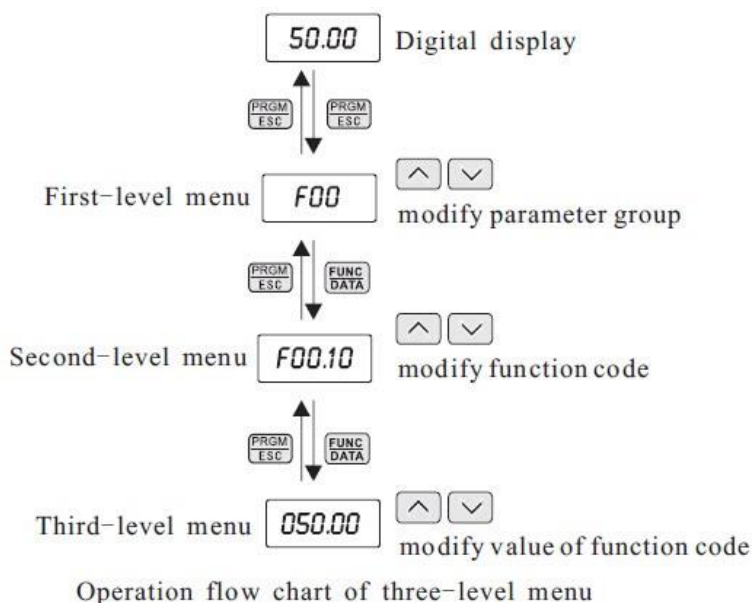 50.00 Digital display
PRGM ESC PRGM ESC
First-level menu F00
modify parameter group
PRGM ESC FUNC DATA
Second-level menu F00.10
modify function code
PRGM ESC FUNC DATA
Third-level menu 050.00
modify value of function code
Operation flow chart of three-level menu